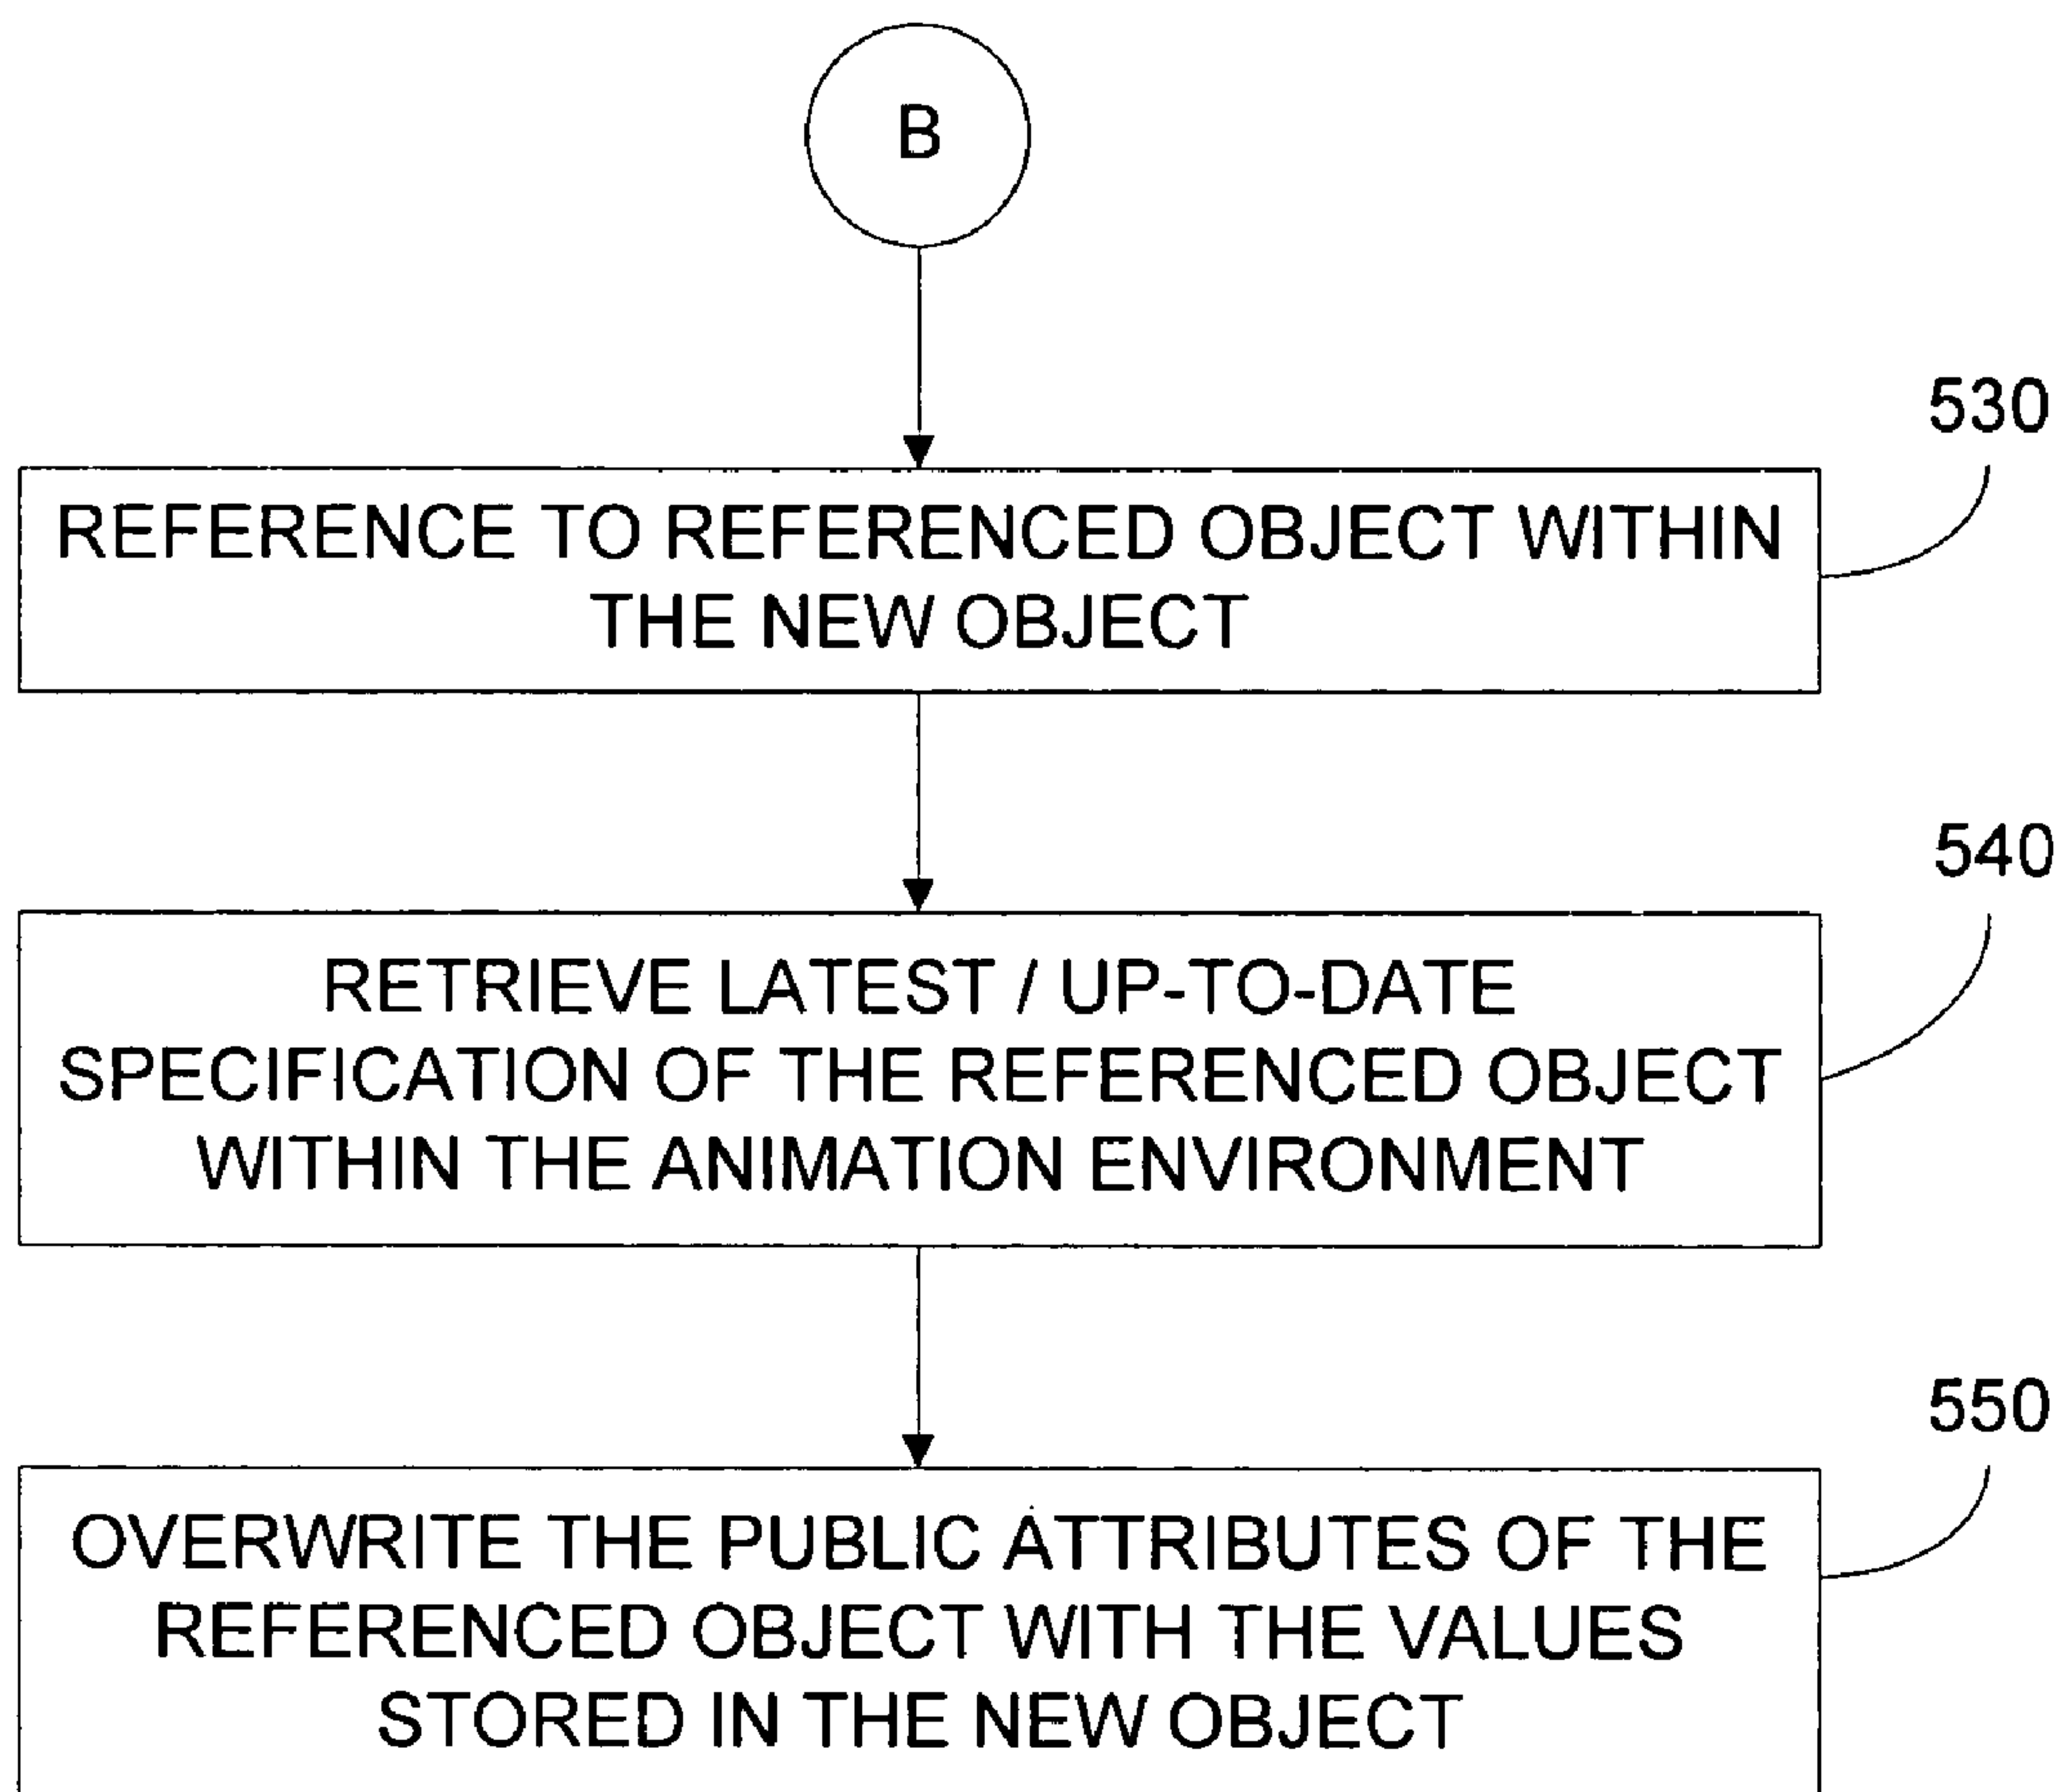 B
530
REFERENCE TO REFERENCED OBJECT WITHIN
THE NEW OBJECT
540
RETRIEVE LATEST / UP-TO-DATE
SPECIFICATION OF THE REFERENCED OBJECT
WITHIN THE ANIMATION ENVIRONMENT
550
OVERWRITE THE PUBLIC ATTRIBUTES OF THE
REFERENCED OBJECT WITH THE VALUES
STORED IN THE NEW OBJECT